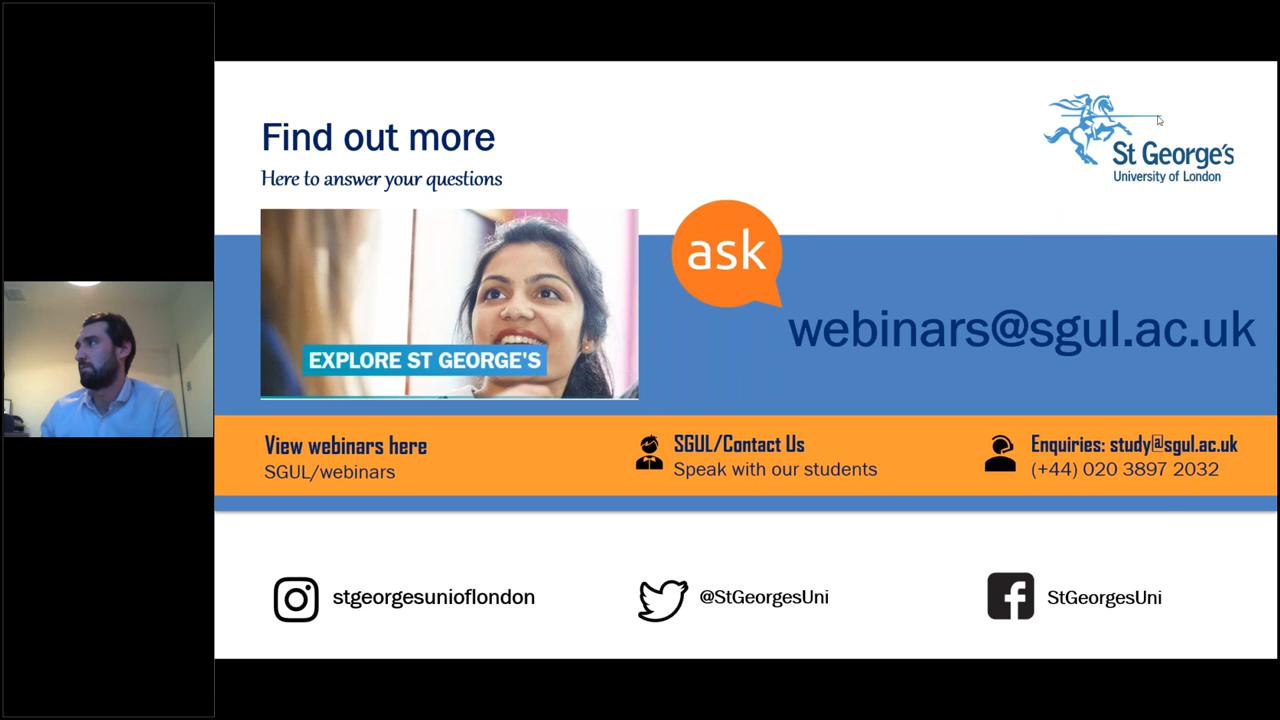 Find out more
Here to answer your questions
St George's
University of London
EXPLORE ST GEORGE'S
ask
webinars@sgul.ac.uk
View webinars here
SGUL/webinars
SGUL/Contact Us
Speak with our students
Enquiries: study@sgul.ac.uk
(+44) 020 3897 2032
stgeorgesunioflondon
@StGeorgesUni
StGeorgesUni